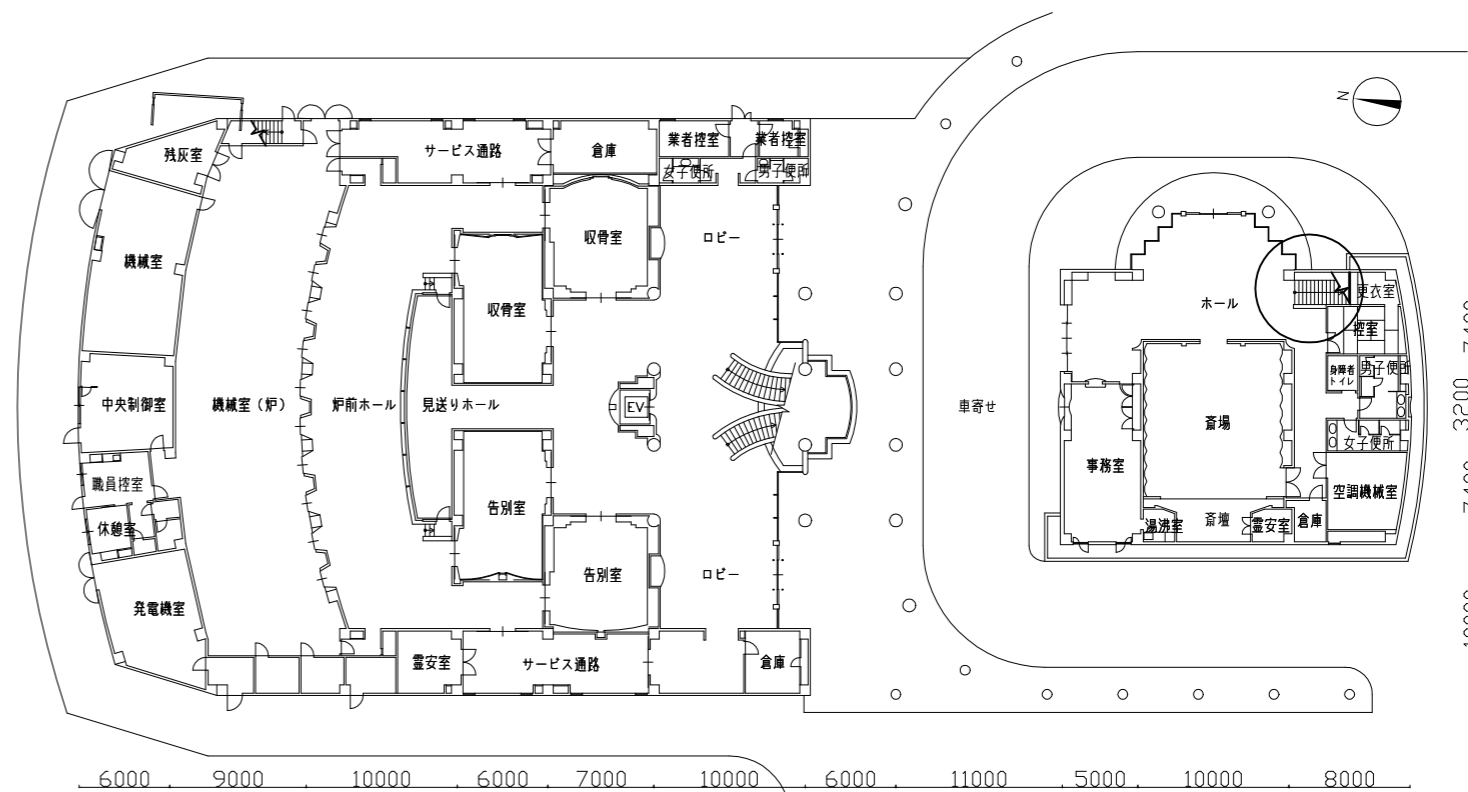 N
残灰室
サービス通路
倉庫
業者控室
業者控室
女子便所
男子便所
機械室
収骨室
ロビー
収骨室
ホール
更衣室
控室
身障者
トイレ
男子便所
中央制御室
機械室(炉)
炉前ホール
見送りホール
EV
車寄せ
斎場
女子便所
事務室
職員控室
告別室
空調機械室
休憩室
湯沸室
斎壇
霊安室
倉庫
告別室
ロビー
発電機室
霊安室
サービス通路
倉庫
3200
6000
9000
10000
6000
7000
10000
6000
11000
5000
10000
8000